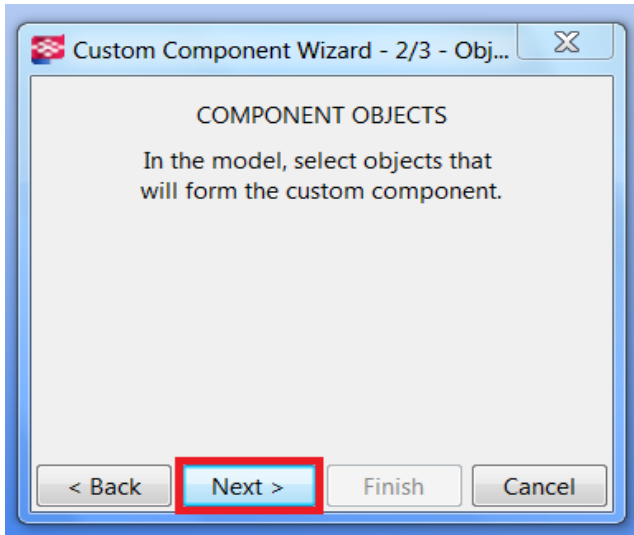 Custom Component Wizard - 2/3 - Obj...
COMPONENT OBJECTS
In the model, select objects that
will form the custom component.
< Back Next > Finish Cancel